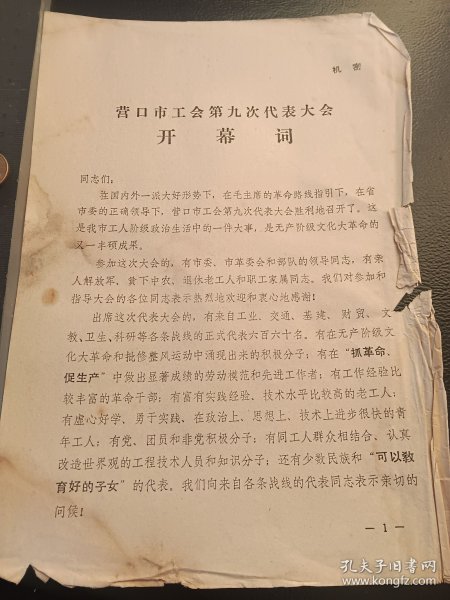 机密
营口市工会第九次代表大会
开幕词
同志们：
在国内外一派大好形势下，在毛主席的革命路线指引下，在省
市委的正确领导下，营口市工会第九次代表大会胜利地召开了。这
是我市工人阶级政治生活中的一件大事，是无产阶级文化大革命的
又一丰硕成果。
参加这次大会的，有市委、市革委会和部队的领导同志，有亲
人解放军、贫下中农、退休老工人和职工家属同志。我们对参加和
指导大会的各位同志表示热烈地欢迎和衷心地感谢！
出席这次代表大会的，有来自工业、交通、基建、财贸、文
教、卫生、科研等各条战线的正式代表六百六十名。有在无产阶级文
化大革命和批修整风运动中涌现出来的积极分子；有在“抓革命、
促生产”中做出显著成绩的劳动模范和先进工作者；有工作经验比
较丰富的革命干部；有富有实践经验、技术水平比较高的老工人；
有虚心好学、勇于实践、在政治上、思想上、技术上进步很快的青
年工人；有党、团员和非党积极分子；有同工人群众相结合、认真
改造世界观的工程技术人员和知识分子；还有少数民族和“可以教
育好的子女”的代表。我们向来自各条战线的代表同志表示亲切的
问候！
— 1 —
孔夫子旧书网
www.kongfz.com